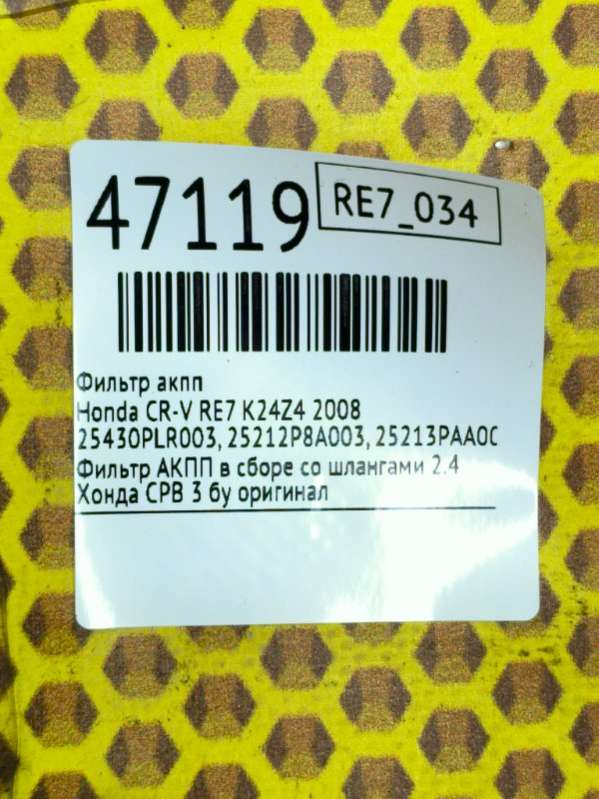 47119
RE7_034
Фильтр акпп
Honda CR-V RE7 K24Z4 2008
25430PLR003, 25212P8A003, 25213PAA0C
Фильтр АКПП в сборе со шлангами 2.4
Хонда СРВ 3 бу оригинал